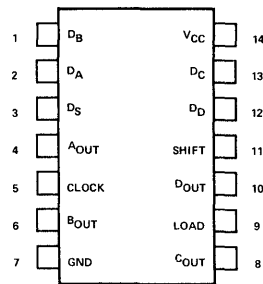 1 DB VCC 14
2 DA DC 13
3 DS DD 12
4 AOUT SHIFT 11
5 CLOCK DOUT 10
6 BOUT LOAD 9
7 GND COUT 8